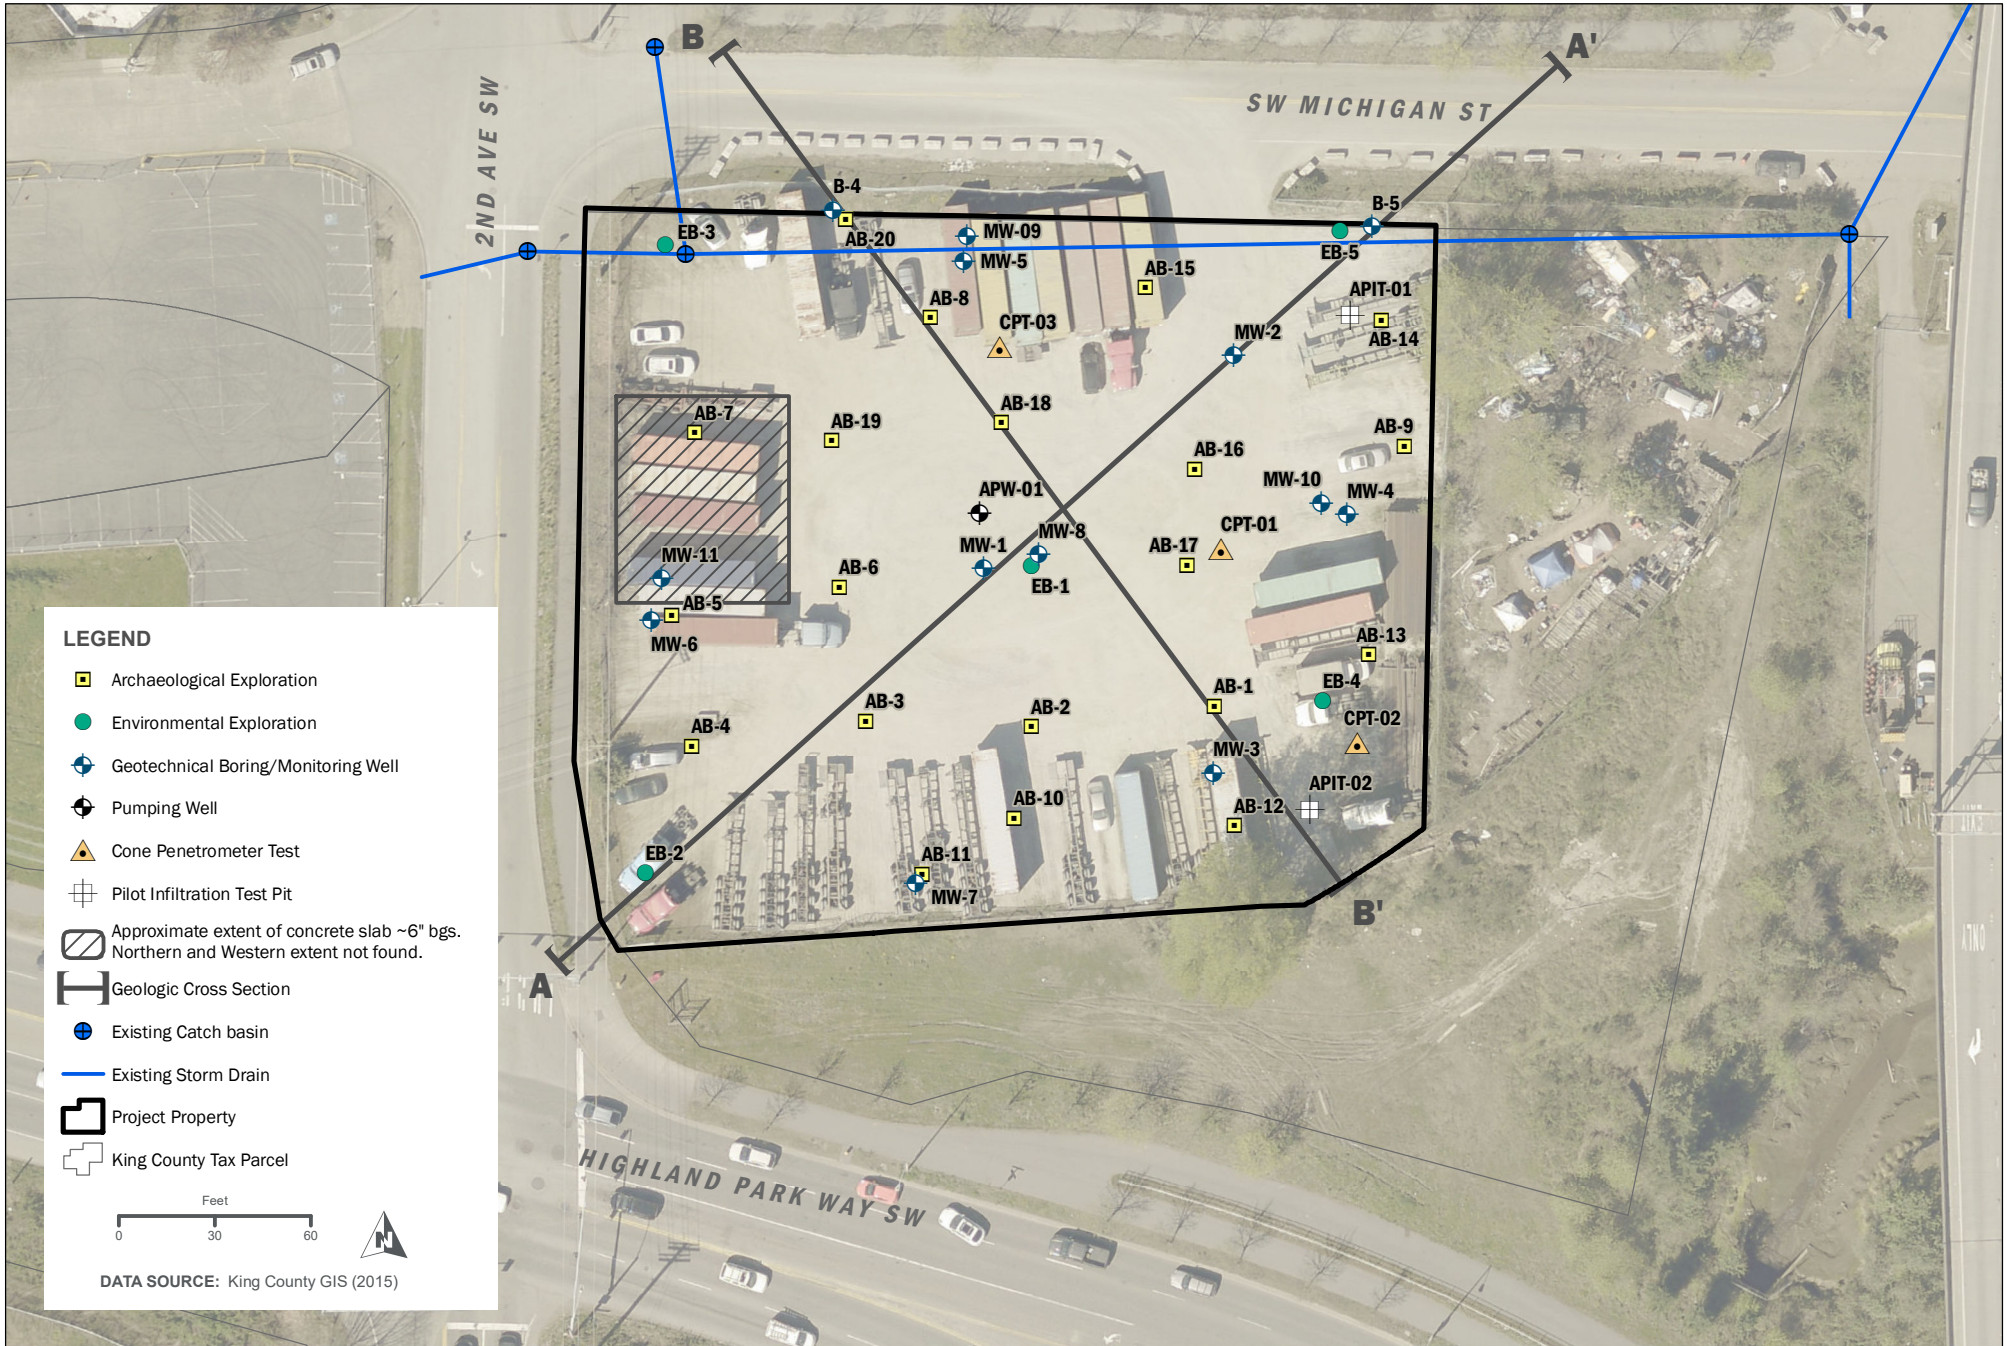 B
A'
2ND AVE SW
SW MICHIGAN ST
B-4
B-5
EB-3
AB-20
MW-09
EB-5
MW-5
AB-15
AB-8
APIT-01
CPT-03
MW-2
AB-14
AB-7
AB-18
AB-19
AB-9
AB-16
MW-10
MW-4
APW-01
CPT-01
MW-8
MW-1
AB-17
MW-11
AB-6
EB-1
AB-5
MW-6
AB-13
EB-4
AB-1
AB-3
AB-2
AB-4
CPT-02
MW-3
APIT-02
AB-10
AB-12
EB-2
AB-11
MW-7
B'
A
ONLY
HIGHLAND PARK WAY SW
LEGEND
Archaeological Exploration
Environmental Exploration
Geotechnical Boring/Monitoring Well
Pumping Well
Cone Penetrometer Test
Pilot Infiltration Test Pit
Approximate extent of concrete slab ~6" bgs.
Northern and Western extent not found.
Geologic Cross Section
Existing Catch basin
Existing Storm Drain
Project Property
King County Tax Parcel
Feet
0 30 60
N
DATA SOURCE: King County GIS (2015)